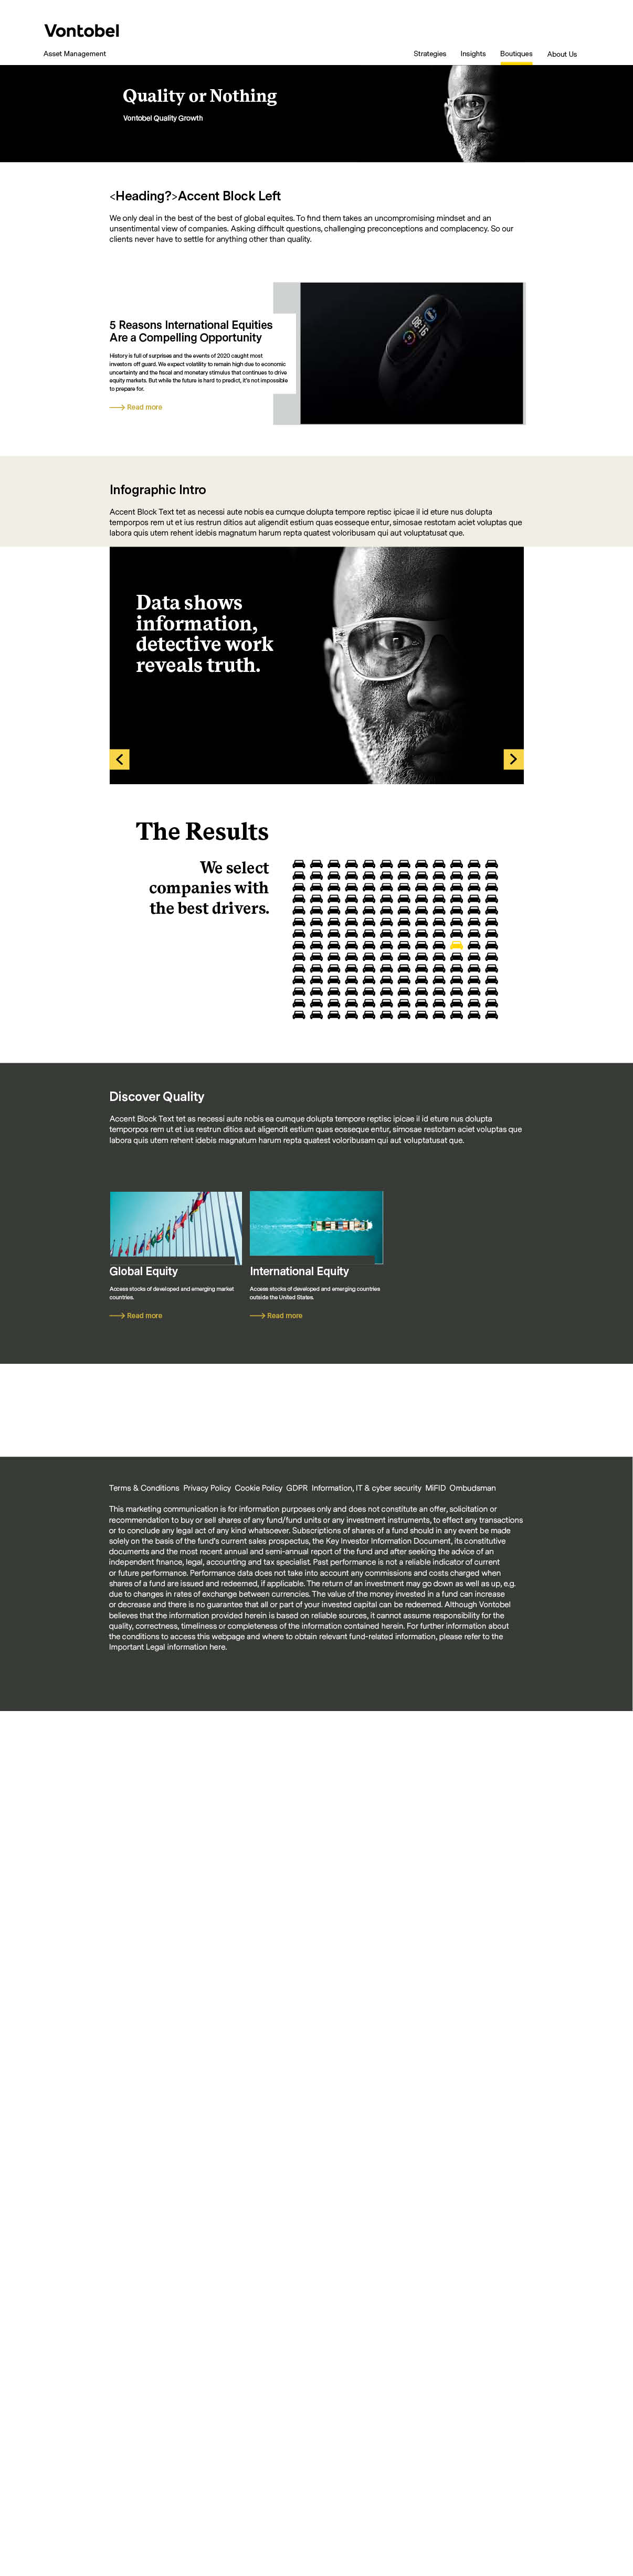 Vontobel
Asset Management
Strategies Insights Boutiques About Us
Quality or Nothing
Vontobel Quality Growth
<Heading?>Accent Block Left
We only deal in the best of the best of global equites. To find them takes an uncompromising mindset and an
unsentimental view of companies. Asking difficult questions, challenging preconceptions and complacency. So our
clients never have to settle for anything other than quality.
5 Reasons International Equities
Are a Compelling Opportunity
History is full of surprises and the events of 2020 caught most
investors off guard. We expect volatility to remain high due to economic
uncertainty and the fiscal and monetary stimulus that continues to drive
equity markets. But while the future is hard to predict, it's not impossible
to prepare for.
Read more
08:16
Infographic Intro
Accent Block Text tet as necessi aute nobis ea cumque dolupta tempore reptisc ipicae il id eture nus dolupta
temporpos rem ut et ius restrun ditios aut aligendit estium quas eosseque entur, simosae restotam aciet voluptas que
labora quis utem rehent idebis magnatum harum repta quatest voloribusam qui aut voluptatusat que.
Data shows
information,
detective work
reveals truth.
The Results
We select
companies with
the best drivers.
Discover Quality
Accent Block Text tet as necessi aute nobis ea cumque dolupta tempore reptisc ipicae il id eture nus dolupta
temporpos rem ut et ius restrun ditios aut aligendit estium quas eosseque entur, simosae restotam aciet voluptas que
labora quis utem rehent idebis magnatum harum repta quatest voloribusam qui aut voluptatusat que.
Global Equity
Access stocks of developed and emerging market
countries.
Read more
International Equity
Access stocks of developed and emerging countries
outside the United States.
Read more
Terms & Conditions Privacy Policy Cookie Policy GDPR Information, IT & cyber security MiFID Ombudsman
This marketing communication is for information purposes only and does not constitute an offer, solicitation or
recommendation to buy or sell shares of any fund/fund units or any investment instruments, to effect any transactions
or to conclude any legal act of any kind whatsoever. Subscriptions of shares of a fund should in any event be made
solely on the basis of the fund's current sales prospectus, the Key Investor Information Document, its constitutive
documents and the most recent annual and semi-annual report of the fund and after seeking the advice of an
independent finance, legal, accounting and tax specialist. Past performance is not a reliable indicator of current
or future performance. Performance data does not take into account any commissions and costs charged when
shares of a fund are issued and redeemed, if applicable. The return of an investment may go down as well as up, e.g.
due to changes in rates of exchange between currencies. The value of the money invested in a fund can increase
or decrease and there is no guarantee that all or part of your invested capital can be redeemed. Although Vontobel
believes that the information provided herein is based on reliable sources, it cannot assume responsibility for the
quality, correctness, timeliness or completeness of the information contained herein. For further information about
the conditions to access this webpage and where to obtain relevant fund-related information, please refer to the
Important Legal information here.